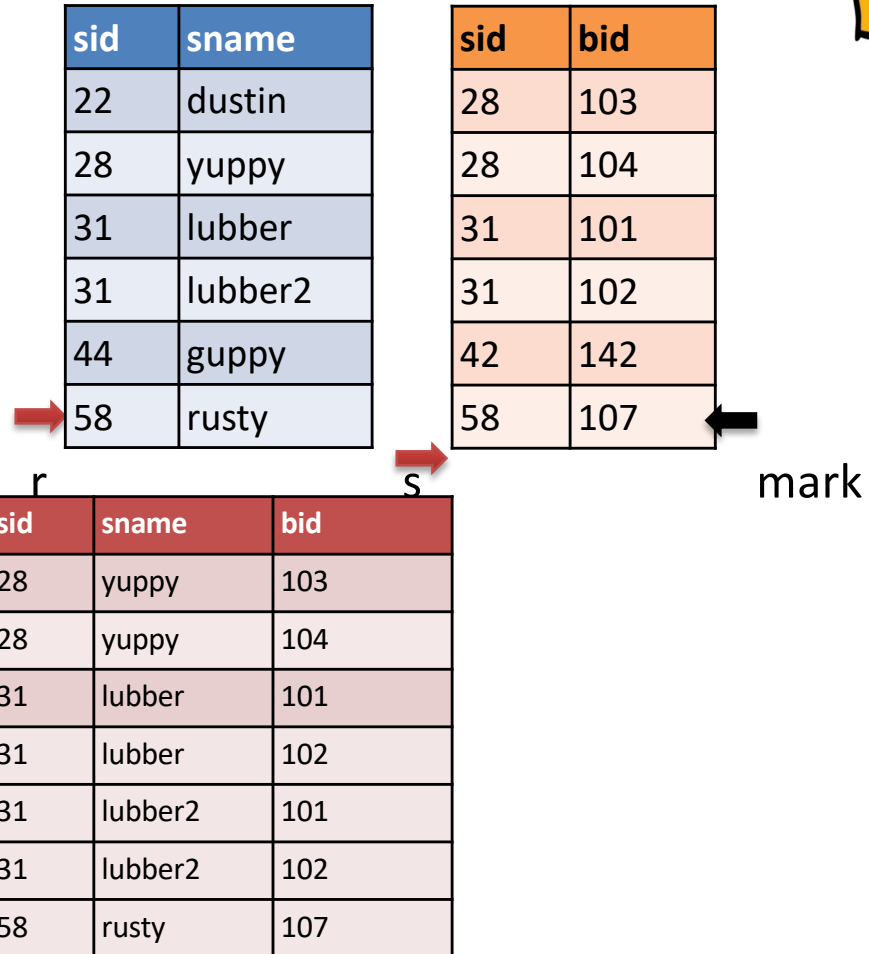 sid sname
22 dustin
28 yuppy
31 lubber
31 lubber2
44 guppy
58 rusty
sid bid
28 103
28 104
31 101
31 102
42 142
58 107
r s mark
sid sname bid
28 yuppy 103
28 yuppy 104
31 lubber 101
31 lubber 102
31 lubber2 101
31 lubber2 102
58 rusty 107